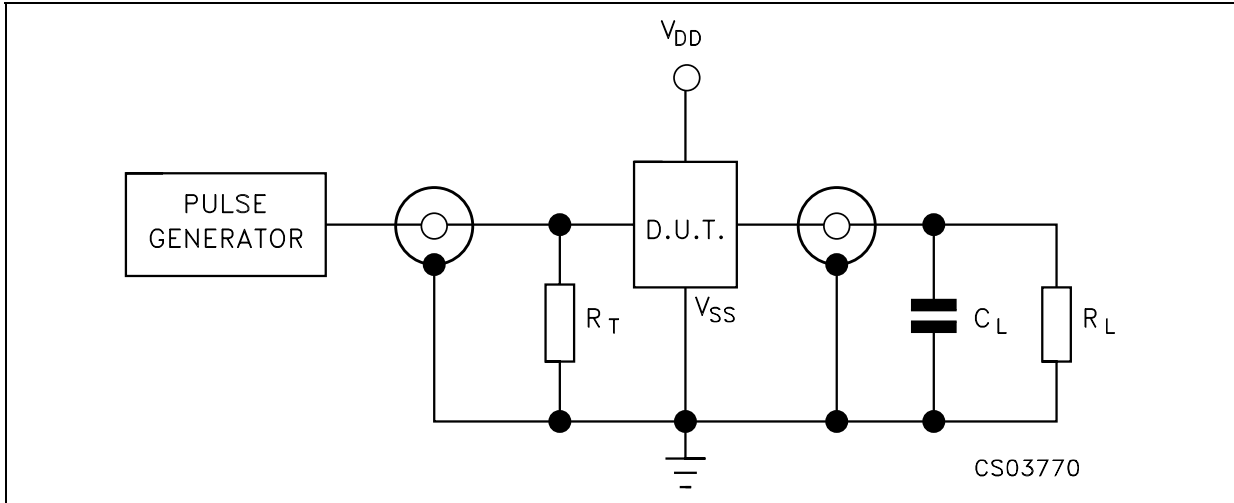 VDD
PULSE
GENERATOR
D.U.T.
VSS
RT
CL
RL
CS03770